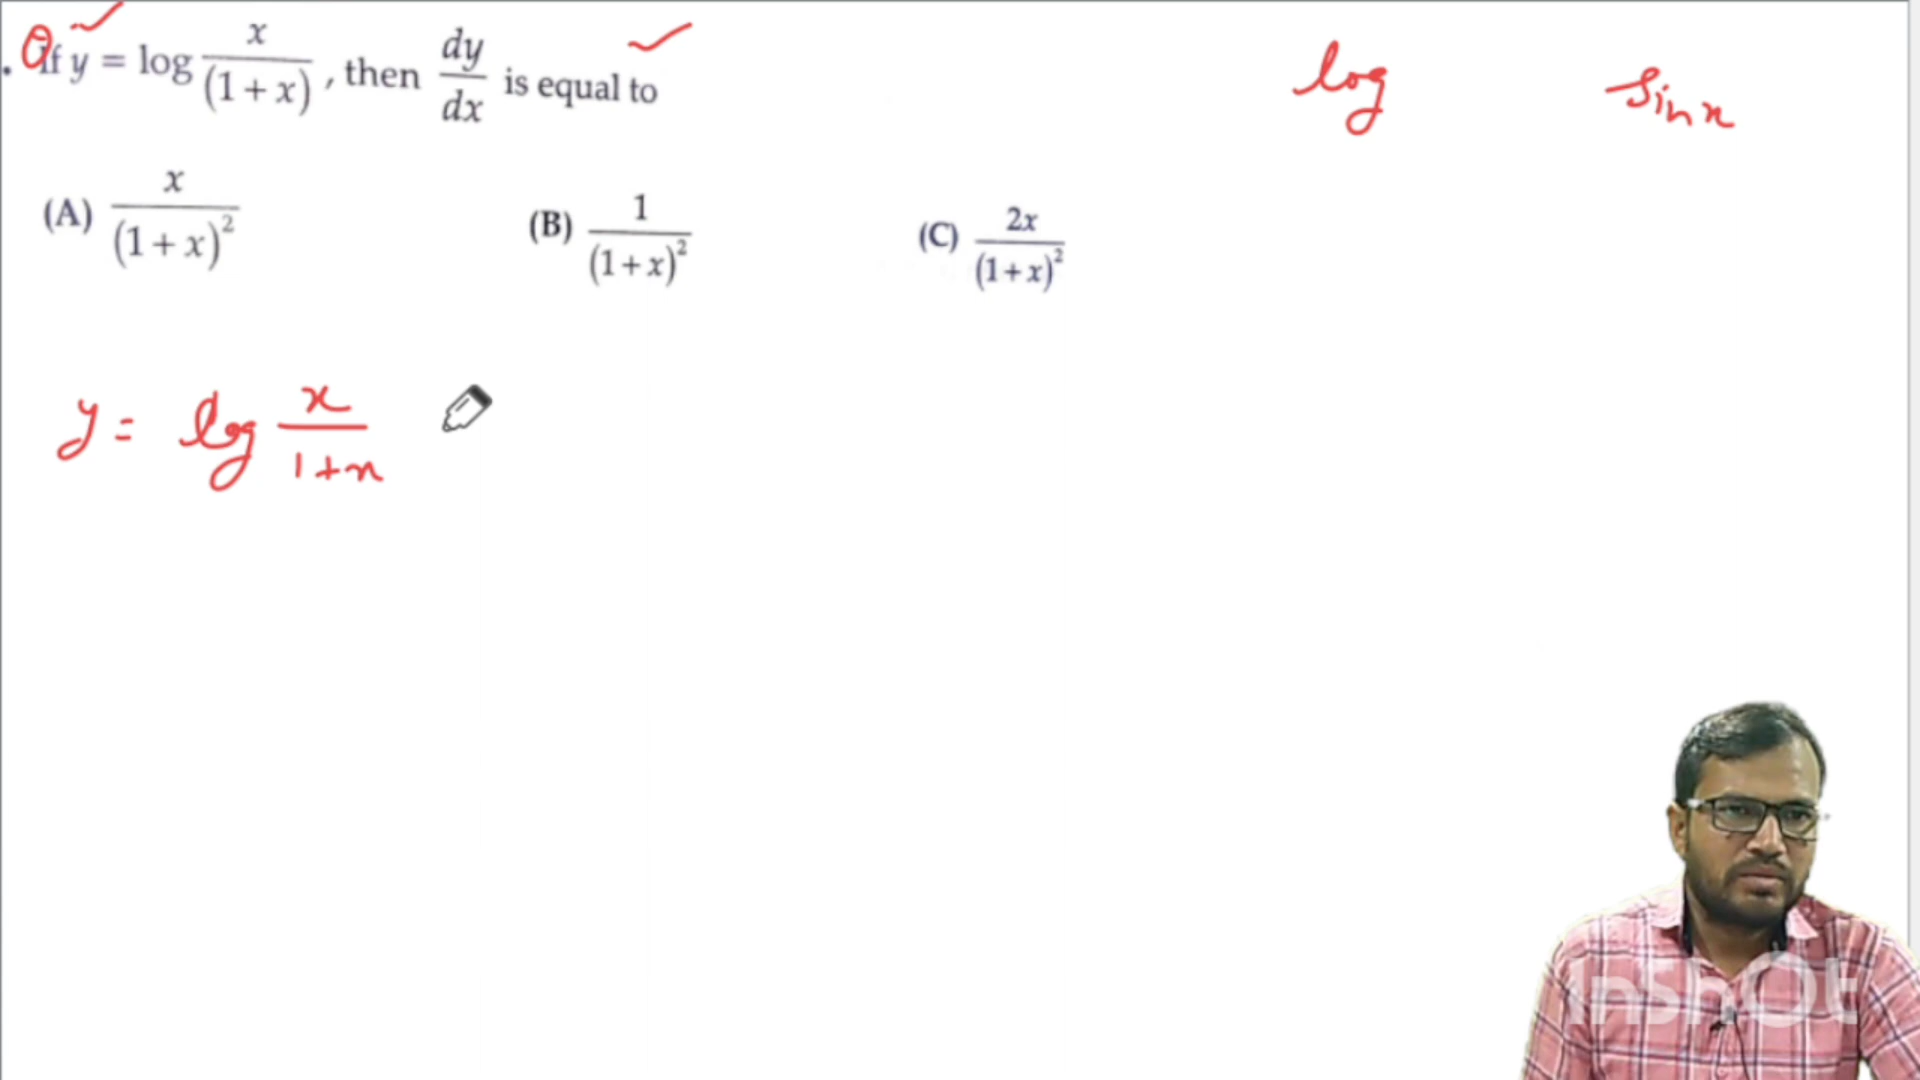 . Q If y = log x/(1 + x) , then dy/dx is equal to
log sin x
(A) x/(1 + x)² (B) 1/(1 + x)² (C) 2x/(1 + x)²
y = log x/1+x
InShOt